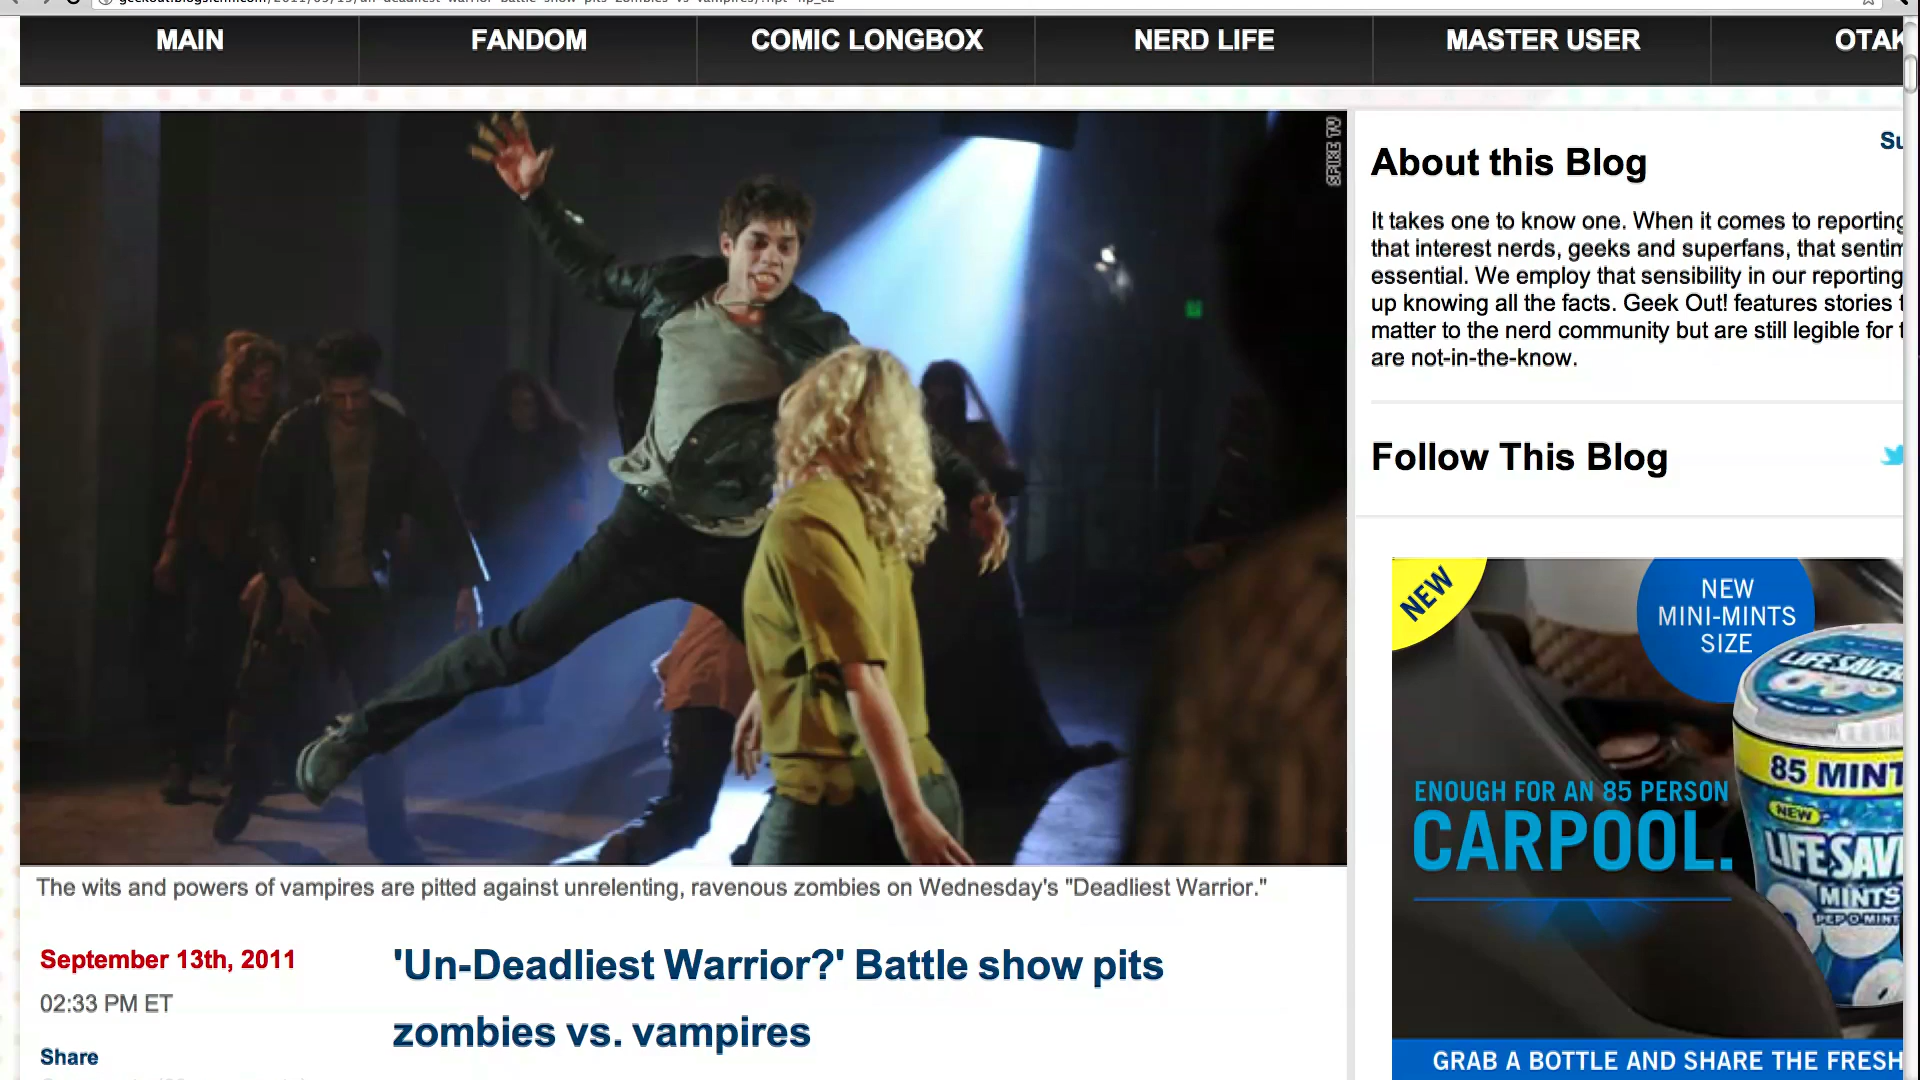 MAIN
FANDOM
COMIC LONGBOX
NERD LIFE
MASTER USER
SPIKE TV
About this Blog
It takes one to know one. When it comes to reporting
that interest nerds, geeks and superfans, that
essential. We employ that sensibility in our reporting
up knowing all the facts. Geek Out! features stories
matter to the nerd community but are still legible for
are not-in-the-know.
Follow This Blog
NEW
NEW
MINI-MINTS
SIZE
ENOUGH FOR AN 85 PERSON
CARPOOL.
85 MINT
NEW
MINTS
PEP O MINT
GRAB A BOTTLE AND SHARE THE FRESH
The wits and powers of vampires are pitted against unrelenting, ravenous zombies on Wednesday's "Deadliest Warrior."
September 13th, 2011
02:33 PM ET
Share
'Un-Deadliest Warrior?' Battle show pits
zombies vs. vampires